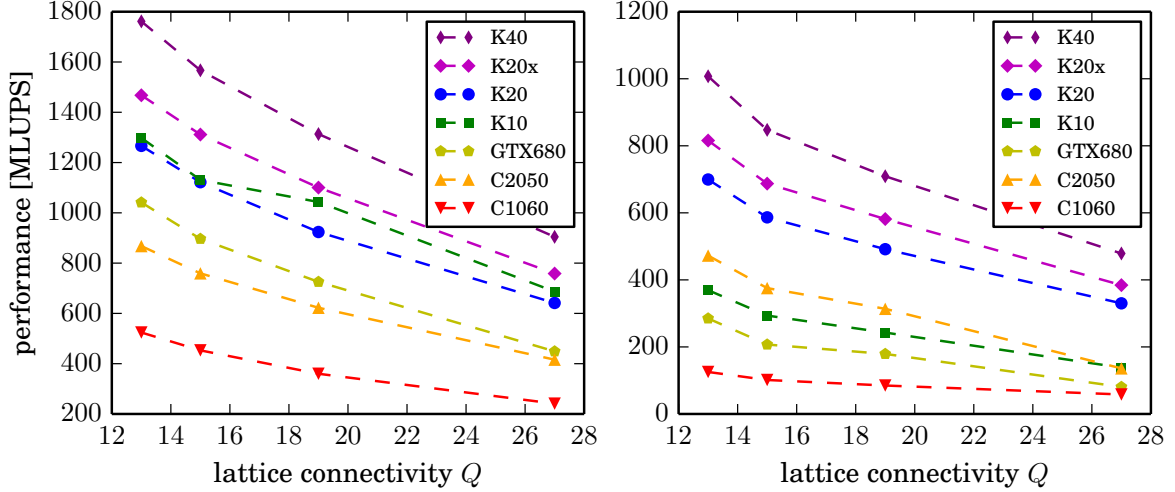 performance [MLUPS]
1800
1600
1400
1200
1000
800
600
400
200
12 14 16 18 20 22 24 26 28
lattice connectivity Q
K40
K20x
K20
K10
GTX680
C2050
C1060
1200
1000
800
600
400
200
0
12 14 16 18 20 22 24 26 28
lattice connectivity Q
K40
K20x
K20
K10
GTX680
C2050
C1060